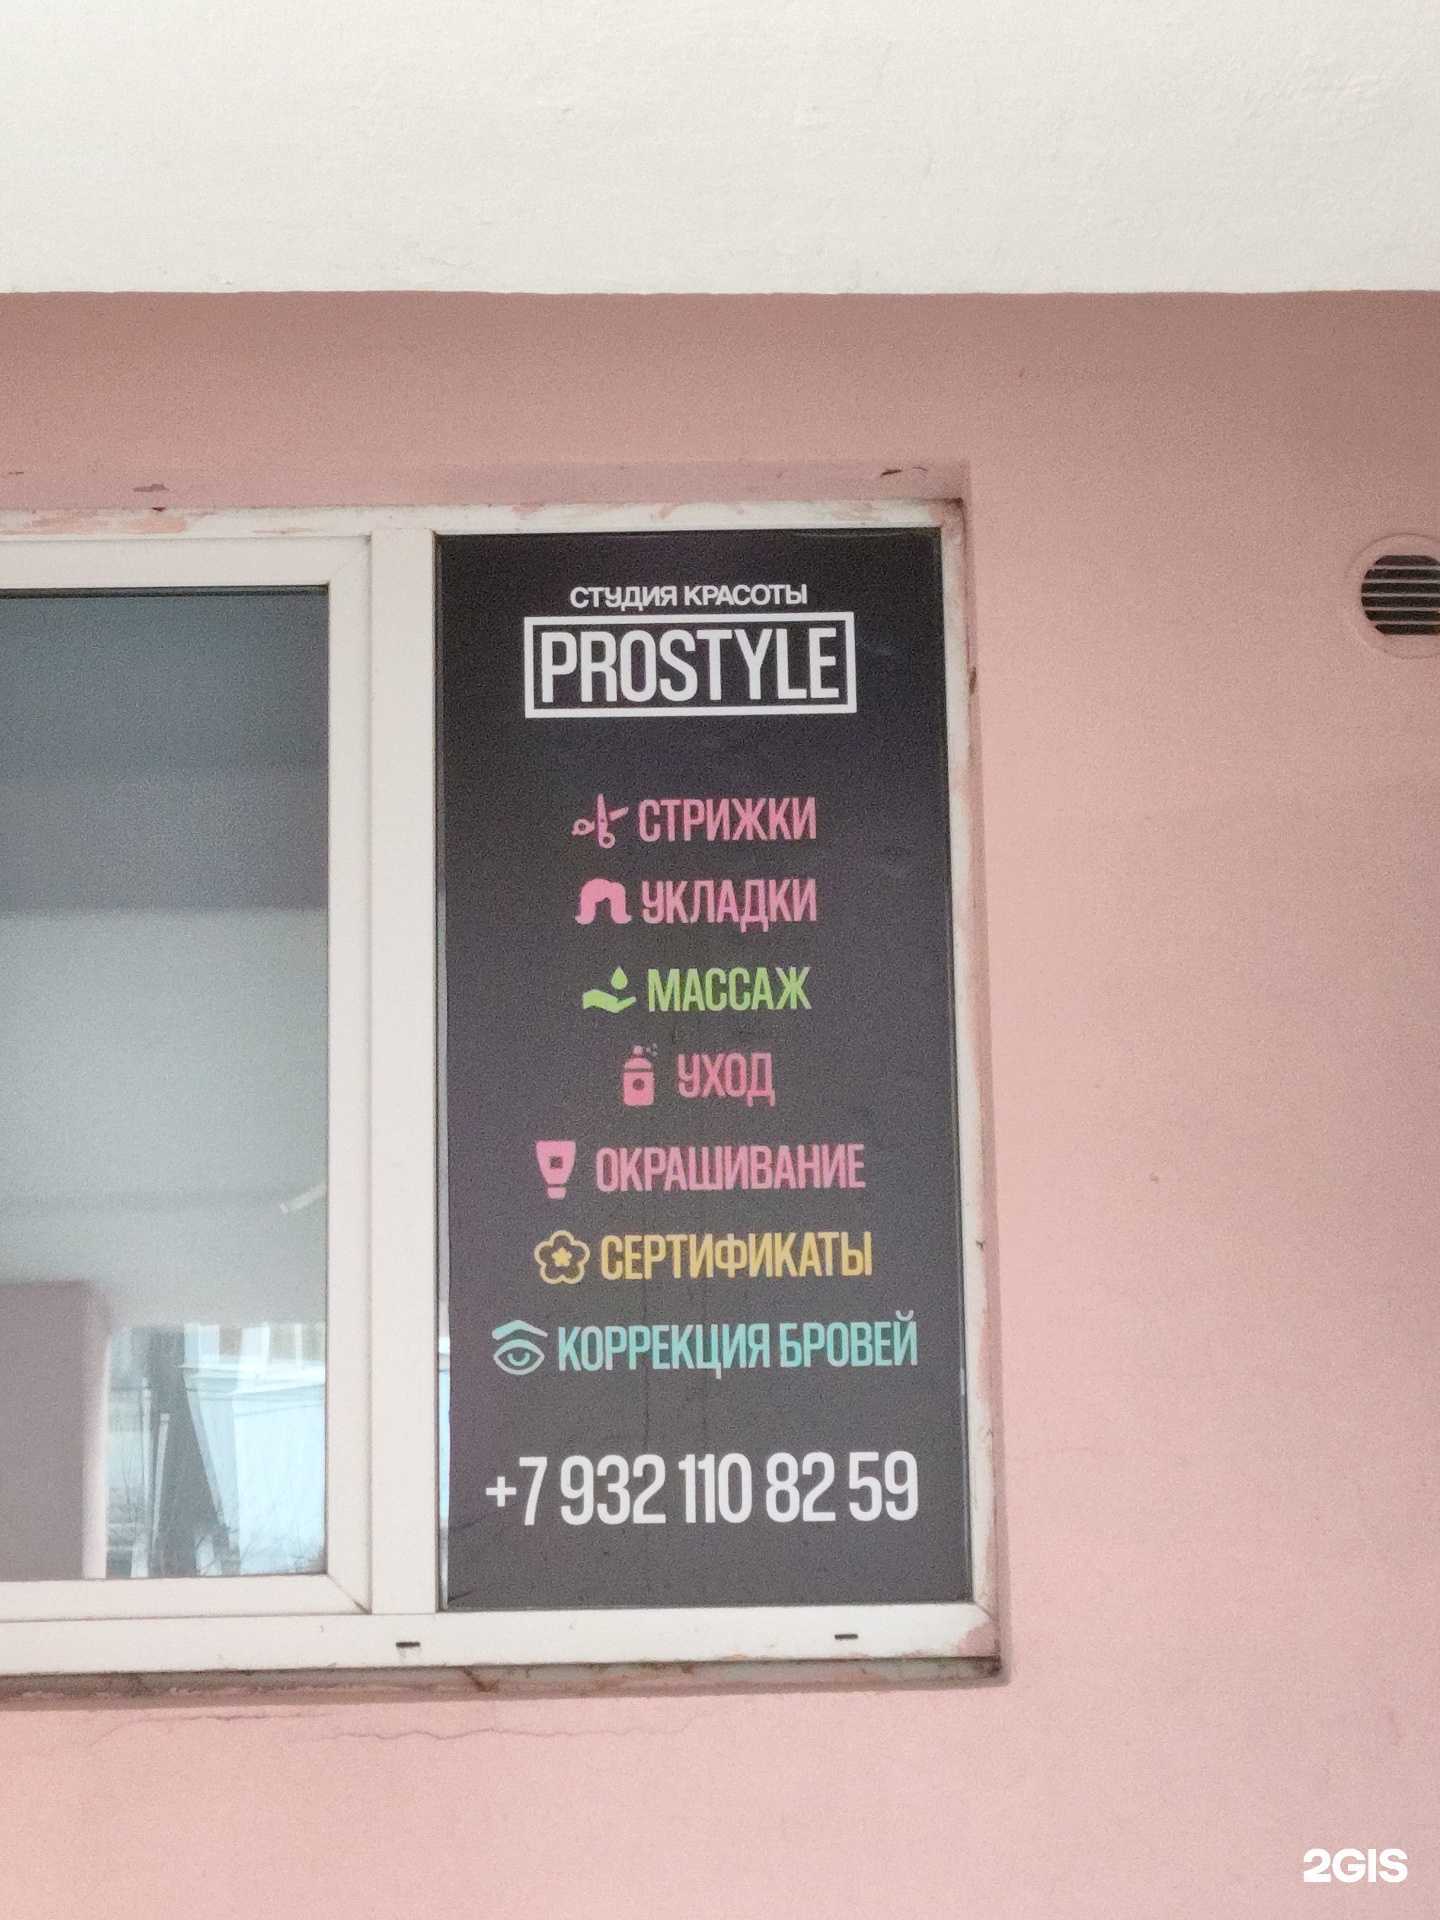 СТУДИЯ КРАСОТЫ
PROSTYLE
СТРИЖКИ
УКЛАДКИ
МАССАЖ
УХОД
ОКРАШИВАНИЕ
СЕРТИФИКАТЫ
КОРРЕКЦИЯ БРОВЕЙ
+7 932 110 82 59
2GIS